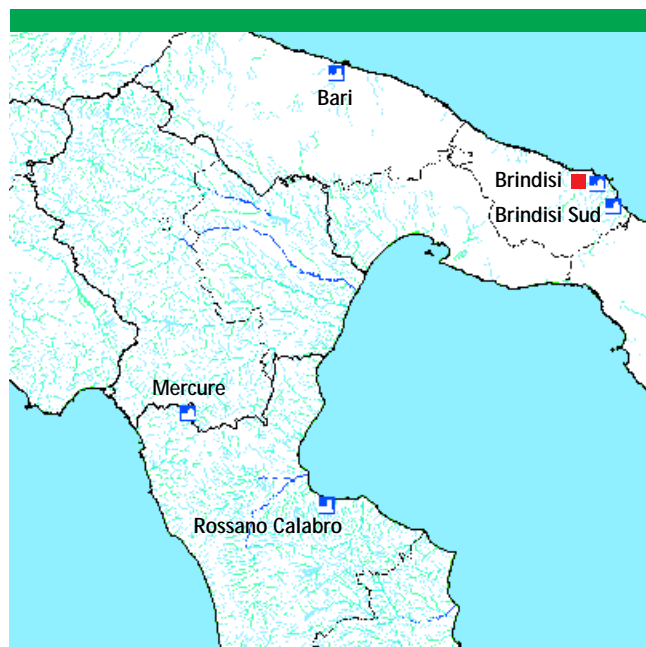 Bari
Brindisi
Brindisi Sud
Mercure
Rossano Calabro